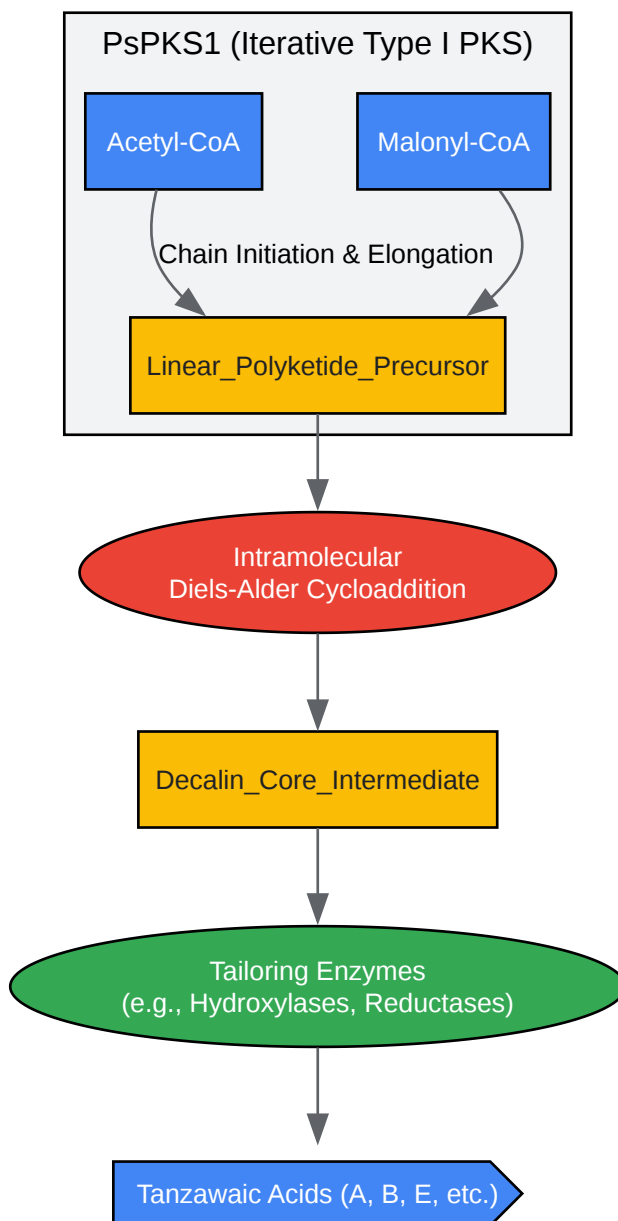 PsPKS1 (Iterative Type I PKS)
Acetyl-CoA
Malonyl-CoA
Chain Initiation & Elongation
Linear_Polyketide_Precursor
Intramolecular
Diels-Alder Cycloaddition
Decalin_Core_Intermediate
Tailoring Enzymes
(e.g., Hydroxylases, Reductases)
Tanzawaic Acids (A, B, E, etc.)